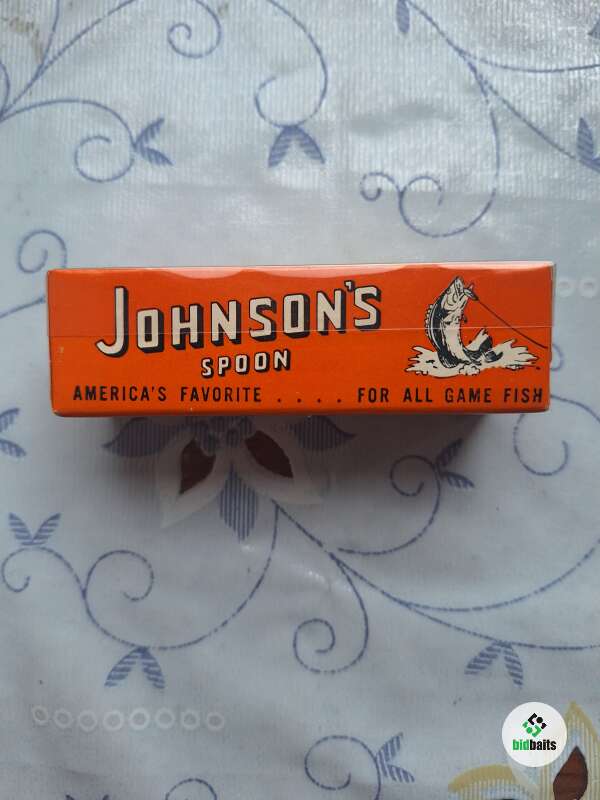 JOHNSON'S
SPOON
AMERICA'S FAVORITE . . . . FOR ALL GAME FISH
bidbaits